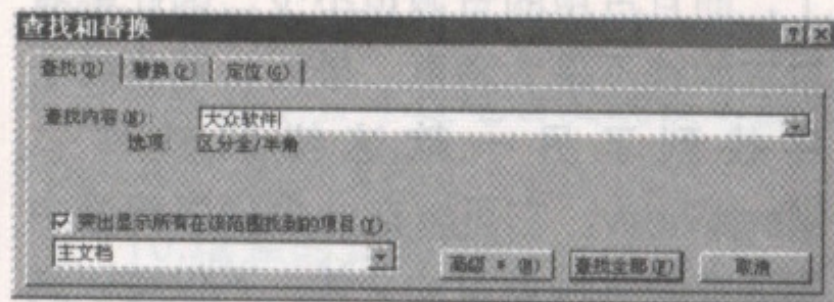 查找和替换
查找(D) 替换(P) 定位(G)
查找内容(N): 大众软件
选项: 区分全/半角
突出显示所有在该范围找到的项目(T)
主文档
高级 (M) 查找全部(F) 取消